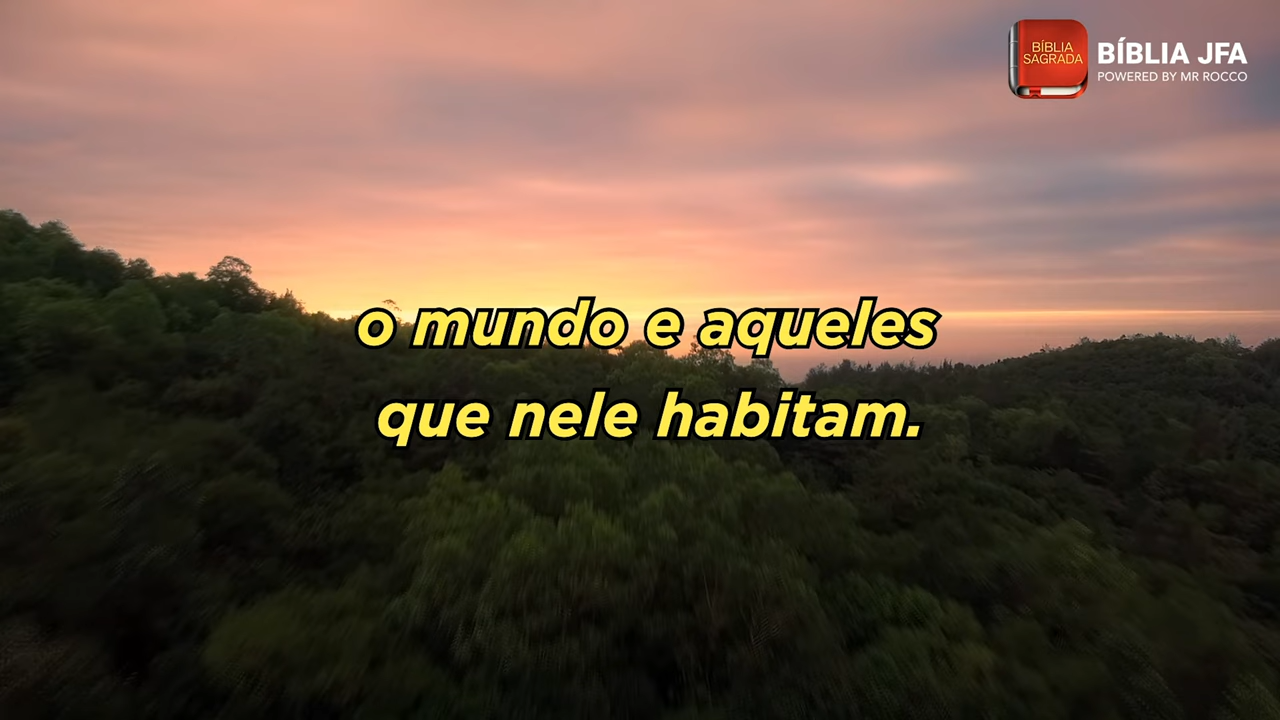 BÍBLIA
SAGRADA
BÍBLIA JFA
POWERED BY MR ROCCO
o mundo e aqueles
que nele habitam.